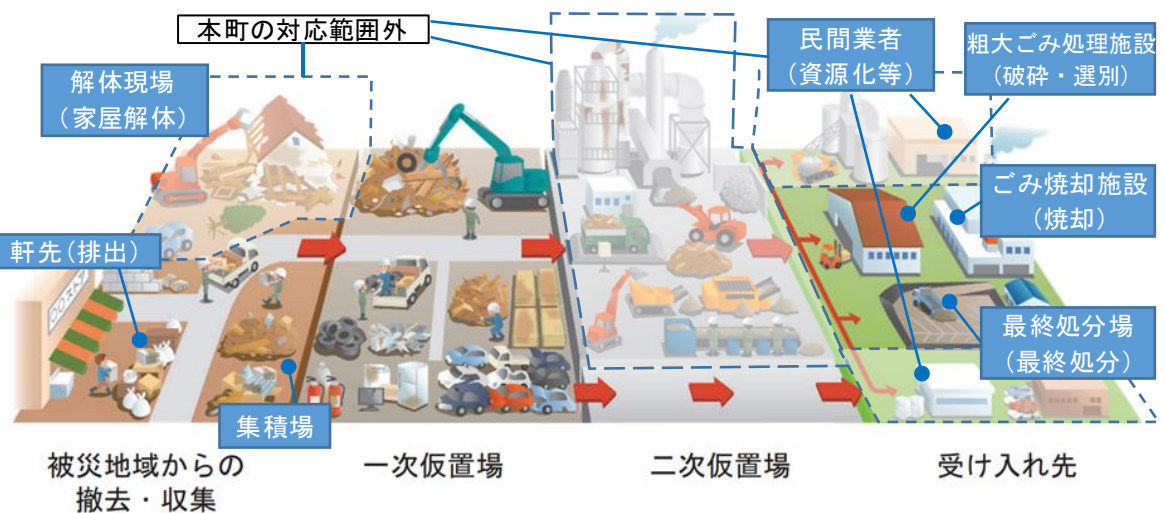 本町の対応範囲外
解体現場
（家屋解体）
民間業者
（資源化等）
粗大ごみ処理施設
（破砕・選別）
ごみ焼却施設
（焼却）
軒先（排出）
最終処分場
（最終処分）
集積場
被災地域からの
撤去・収集
一次仮置場
二次仮置場
受け入れ先